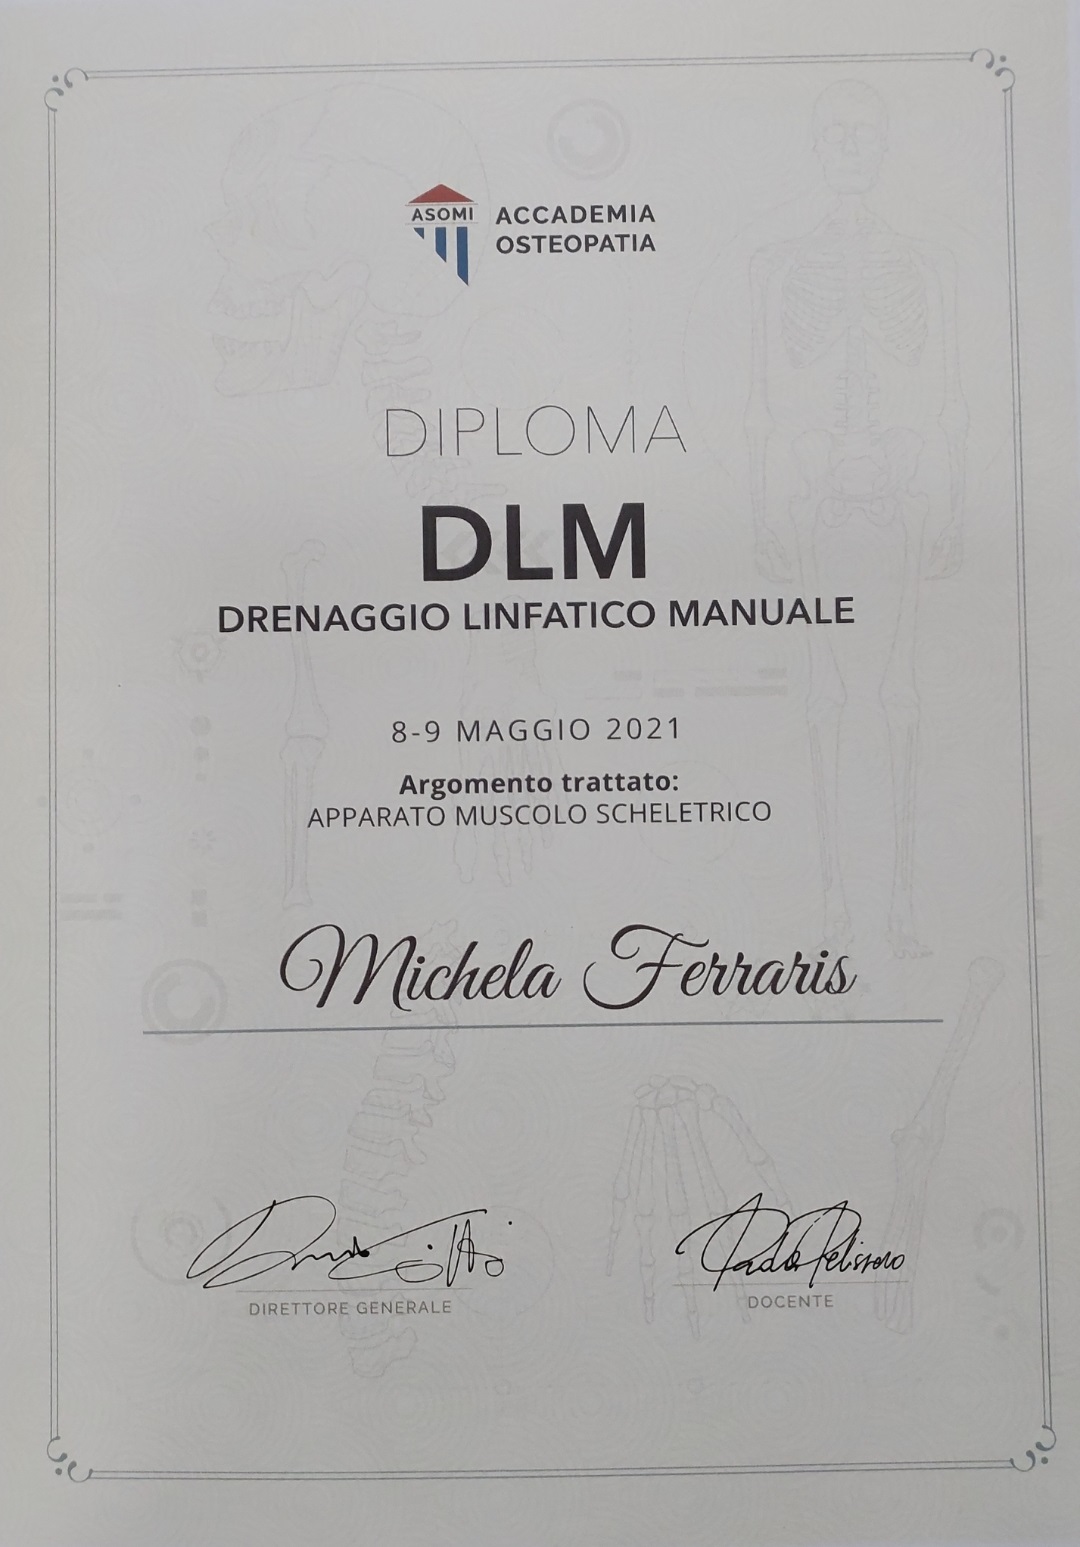 ASOMI
ACCADEMIA
OSTEOPATIA
DIPLOMA
DLM
DRENAGGIO LINFATICO MANUALE
8-9 MAGGIO 2021
Argomento trattato:
APPARATO MUSCOLO SCHELETRICO
Michela Ferraris
DIRETTORE GENERALE
DOCENTE